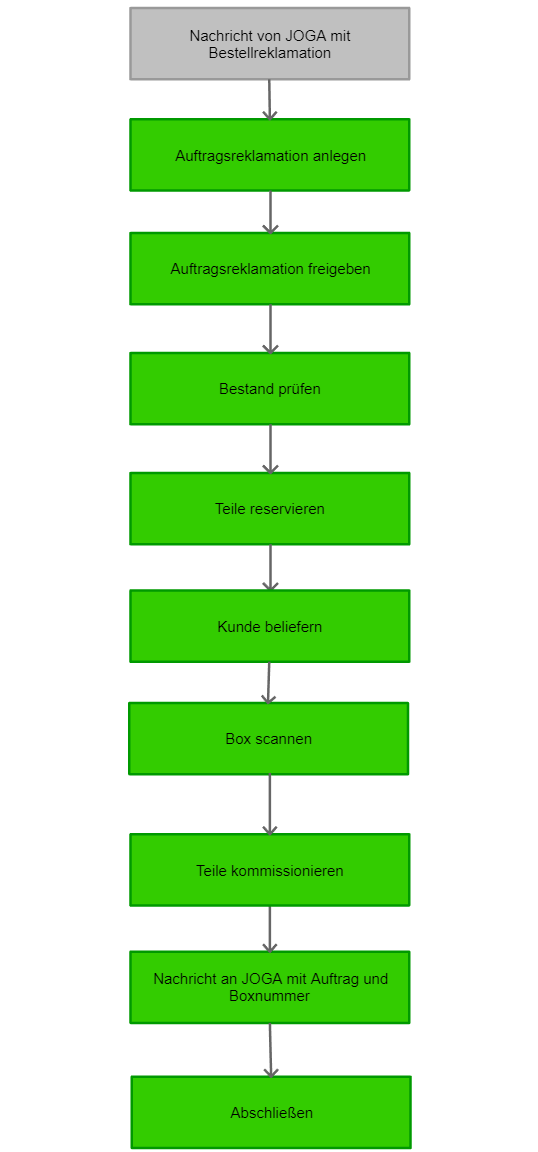 Nachricht von JOGA mit
Bestellreklamation
Auftragsreklamation anlegen
Auftragsreklamation freigeben
Bestand prüfen
Teile reservieren
Kunde beliefern
Box scannen
Teile kommissionieren
Nachricht an JOGA mit Auftrag und
Boxnummer
Abschließen